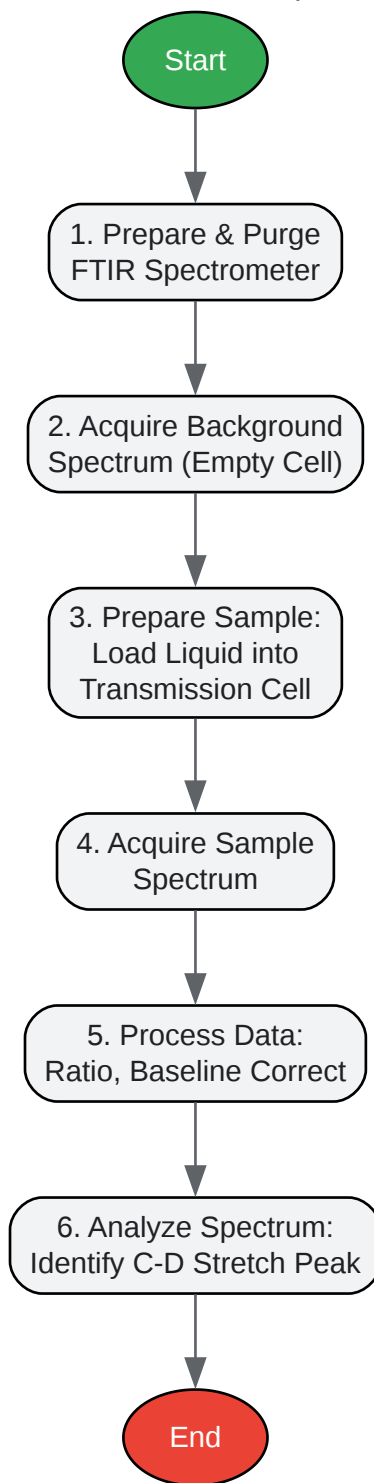 Start
1. Prepare & Purge
FTIR Spectrometer
2. Acquire Background
Spectrum (Empty Cell)
3. Prepare Sample:
Load Liquid into
Transmission Cell
4. Acquire Sample
Spectrum
5. Process Data:
Ratio, Baseline Correct
6. Analyze Spectrum:
Identify C-D Stretch Peak
End